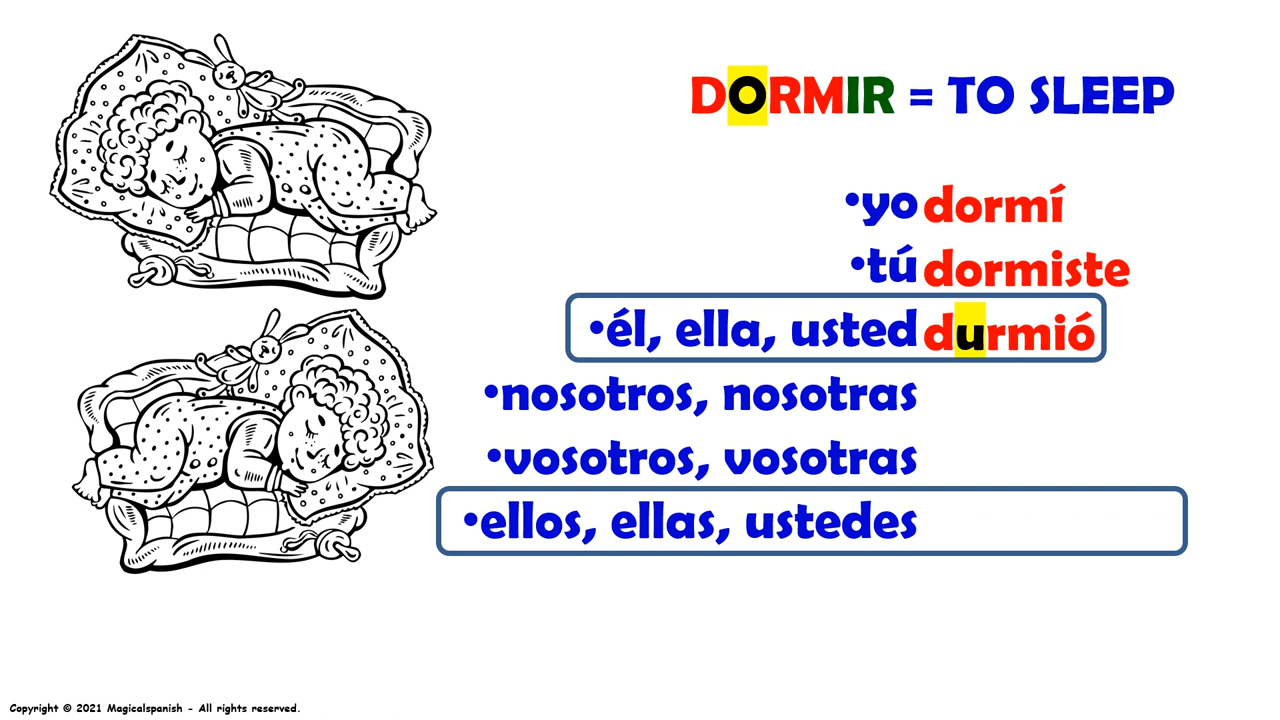 DORMIR = TO SLEEP
•yo dormí
•tú dormiste
•él, ella, usted durmió
•nosotros, nosotras
•vosotros, vosotras
•ellos, ellas, ustedes
Copyright © 2021 Magicalspanish - All rights reserved.